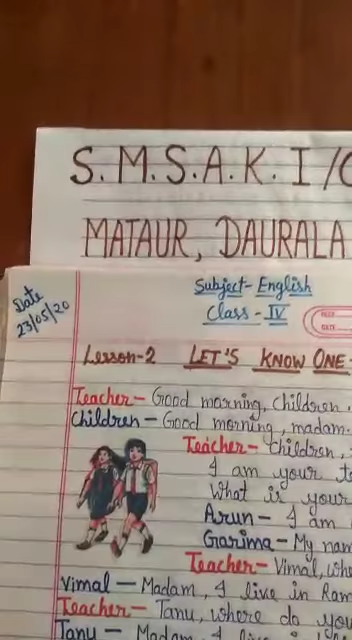 S.M.S.A.K.I/C
MATAUR, DAURALA
Date
23/05/20
Subject- English
Class - IV
Lesson-2 LET'S KNOW ONE
Teacher- Good morning, Children.
Children - Good morning, madam.
Teacher- Children,
I am your te
What is your
Arun- I am
Garima- My nam
Teacher- Vimal, whe
Vimal - Madam, I live in Ram
Teacher- Tanu, where do you
Tanu - Madam, I live in